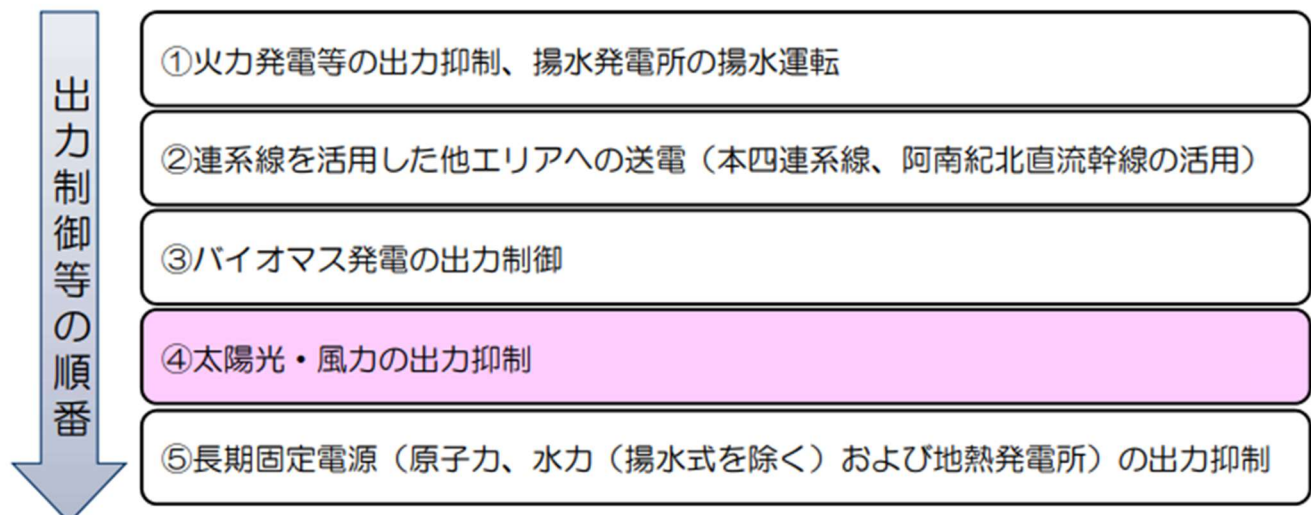 出力制御等の順番
①火力発電等の出力抑制、揚水発電所の揚水運転
②連系線を活用した他エリアへの送電（本四連系線、阿南紀北直流幹線の活用）
③バイオマス発電の出力制御
④太陽光・風力の出力抑制
⑤長期固定電源（原子力、水力（揚水式を除く）および地熱発電所）の出力抑制